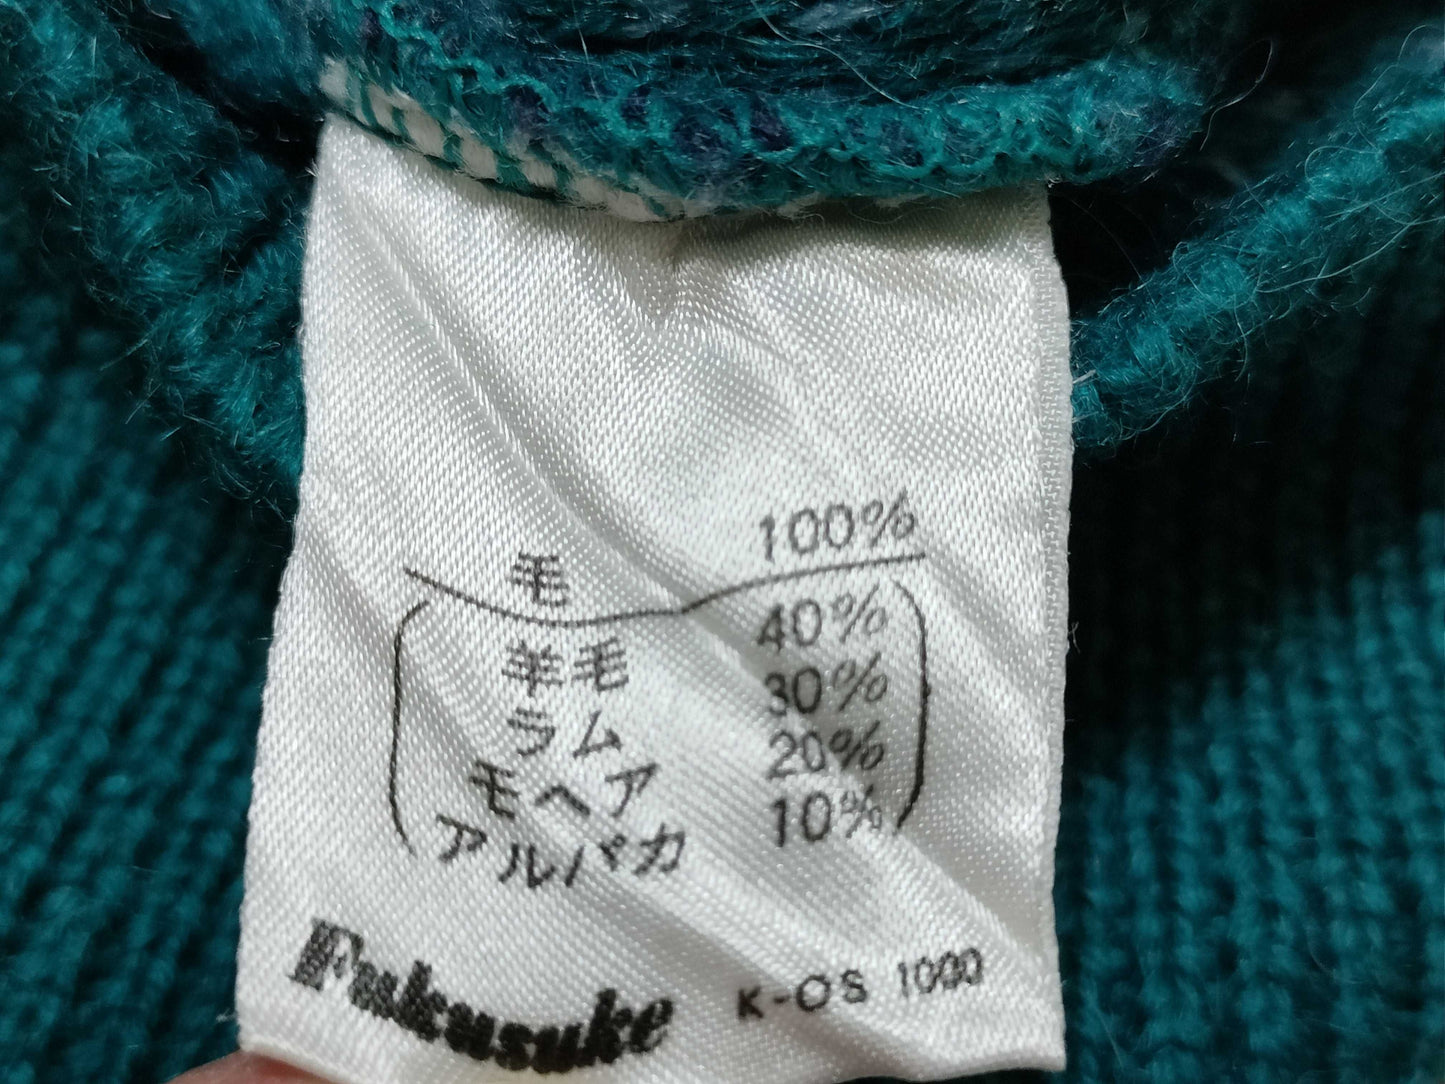 毛 100%
羊毛 40%
ラムア 30%
モヘア 20%
アルパカ 10%
Fukusuke K-OS 1000